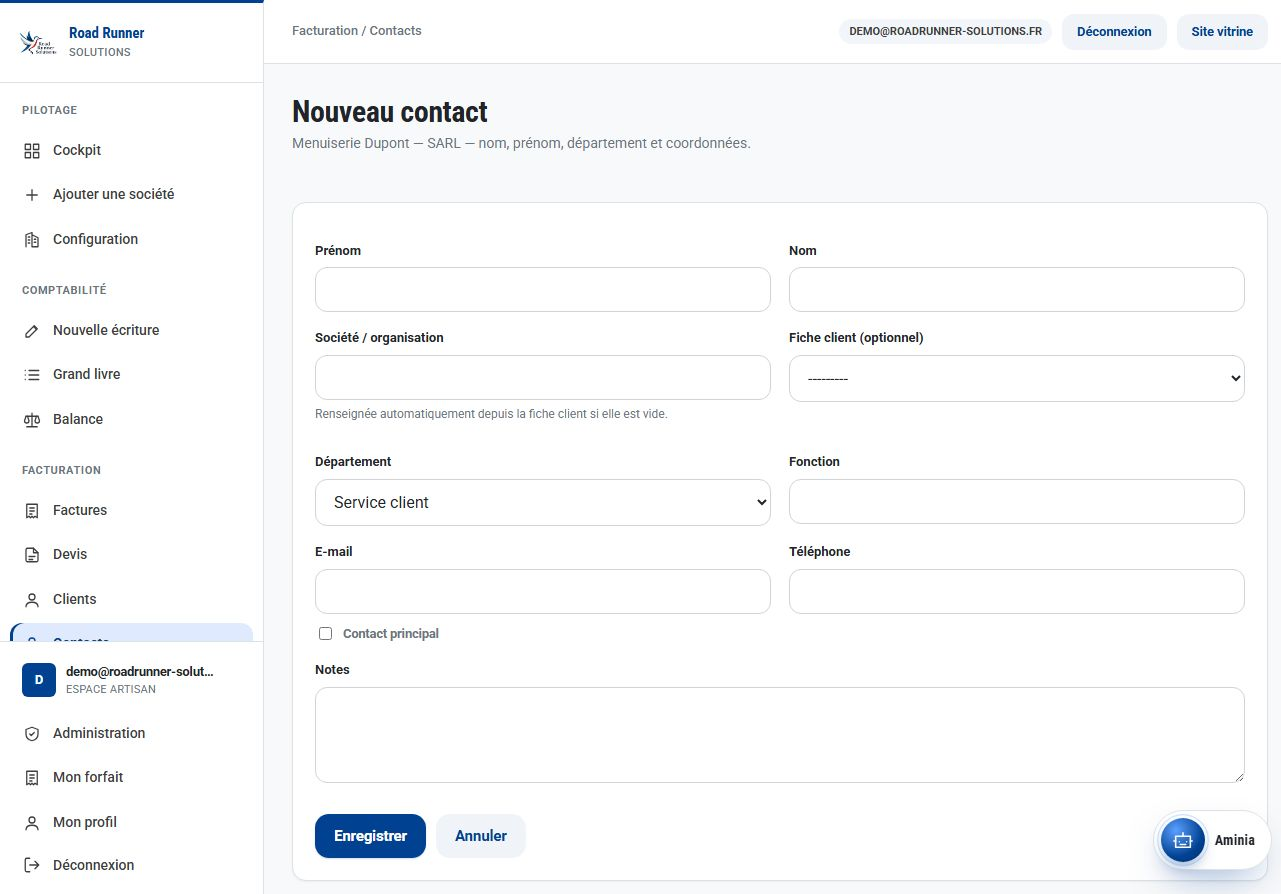 Road Runner
SOLUTIONS
Road
Runner
Solutions
Facturation / Contacts
DEMO@ROADRUNNER-SOLUTIONS.FR
Déconnexion
Site vitrine
PILOTAGE
Cockpit
Ajouter une société
Configuration
COMPTABILITÉ
Nouvelle écriture
Grand livre
Balance
FACTURATION
Factures
Devis
Clients
Contacts
D
demo@roadrunner-solut...
ESPACE ARTISAN
Administration
Mon forfait
Mon profil
Déconnexion
Nouveau contact
Menuiserie Dupont — SARL — nom, prénom, département et coordonnées.
Prénom
Nom
Société / organisation
Fiche client (optionnel)
---------
Renseignée automatiquement depuis la fiche client si elle est vide.
Département
Fonction
Service client
E-mail
Téléphone
Contact principal
Notes
Enregistrer
Annuler
Aminia